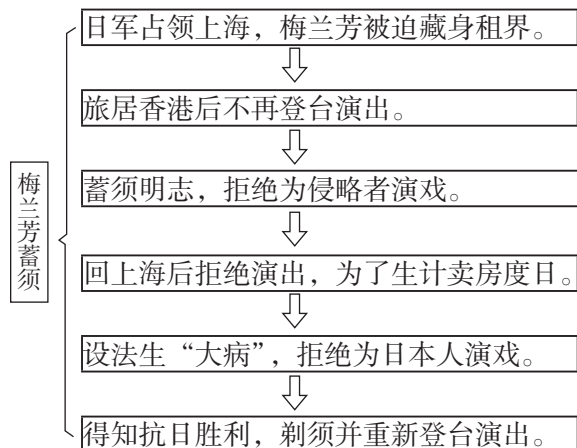 日军占领上海，梅兰芳被迫藏身租界。
旅居香港后不再登台演出。
蓄须明志，拒绝为侵略者演戏。
梅兰芳蓄须
回上海后拒绝演出，为了生计卖房度日。
设法生“大病”，拒绝为日本人演戏。
得知抗日胜利，剃须并重新登台演出。